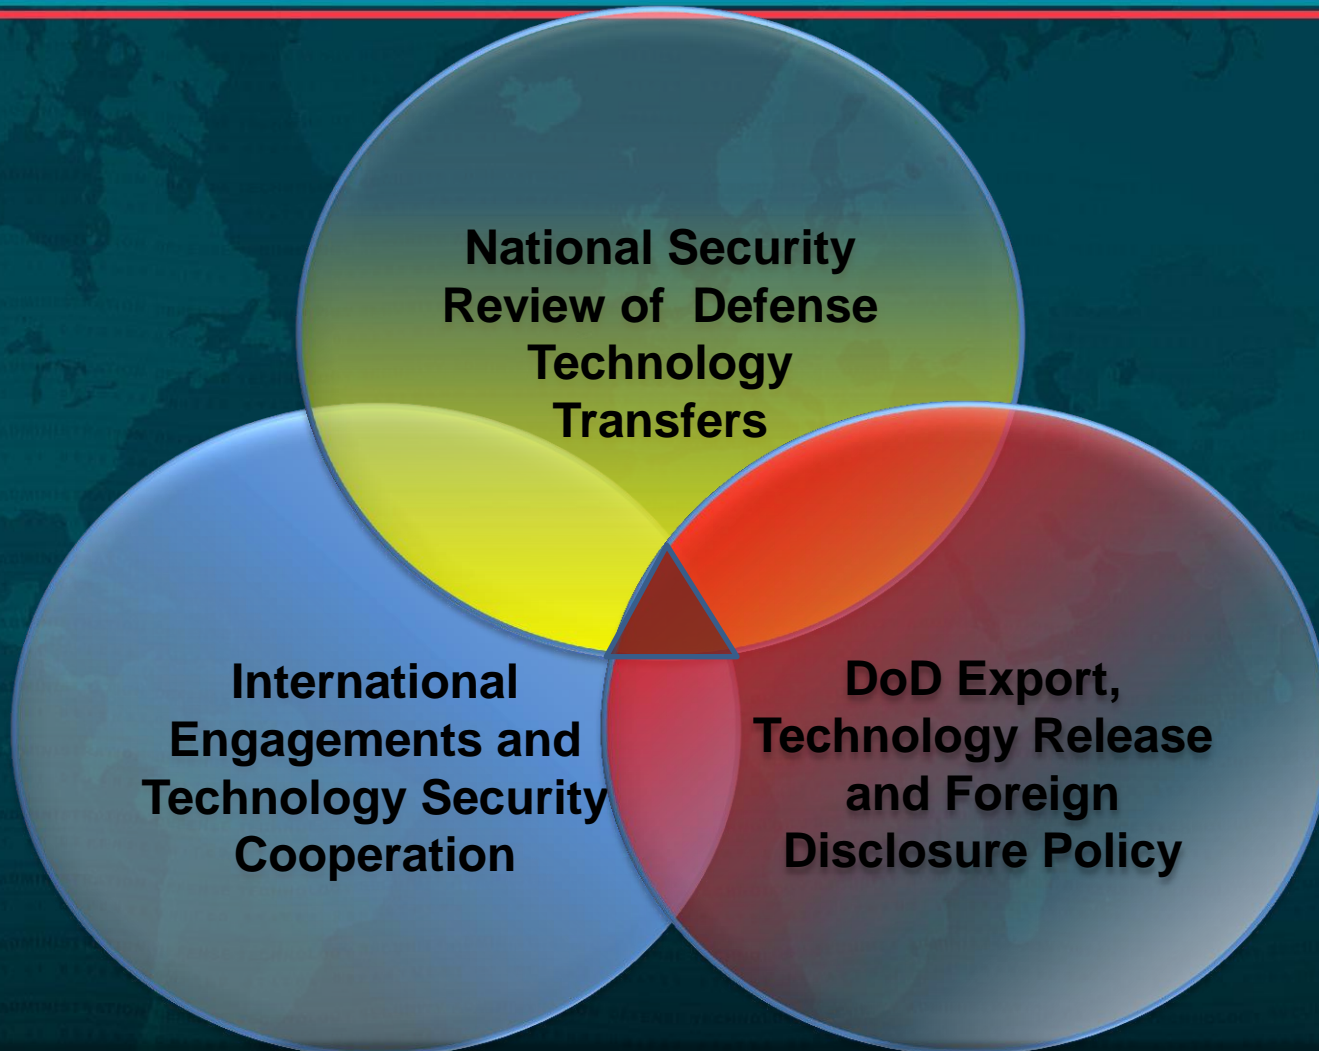 National Security
Review of  Defense
Technology
Transfers
International
Engagements and
Technology Security
Cooperation
DoD Export,
Technology Release
and Foreign
Disclosure Policy